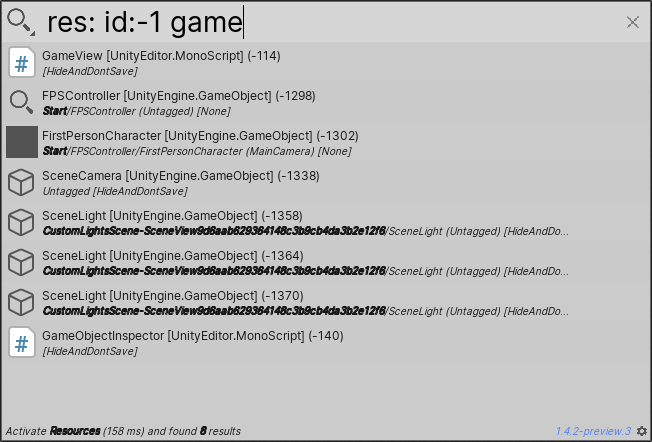 res: id:-1 game
GameView [UnityEditor.MonoScript] (-114)
[HideAndDontSave]
FPSController [UnityEngine.GameObject] (-1298)
Start/FPSController (Untagged) [None]
FirstPersonCharacter [UnityEngine.GameObject] (-1302)
Start/FPSController/FirstPersonCharacter (MainCamera) [None]
SceneCamera [UnityEngine.GameObject] (-1338)
Untagged [HideAndDontSave]
SceneLight [UnityEngine.GameObject] (-1358)
CustomLightsScene-SceneView9d6aab629364148c3b9cb4da3b2e12f6/SceneLight (Untagged) [HideAndDo...
SceneLight [UnityEngine.GameObject] (-1364)
CustomLightsScene-SceneView9d6aab629364148c3b9cb4da3b2e12f6/SceneLight (Untagged) [HideAndDo...
SceneLight [UnityEngine.GameObject] (-1370)
CustomLightsScene-SceneView9d6aab629364148c3b9cb4da3b2e12f6/SceneLight (Untagged) [HideAndDo...
GameObjectInspector [UnityEditor.MonoScript] (-140)
[HideAndDontSave]
Activate Resources (158 ms) and found 8 results 1.4.2-preview.3